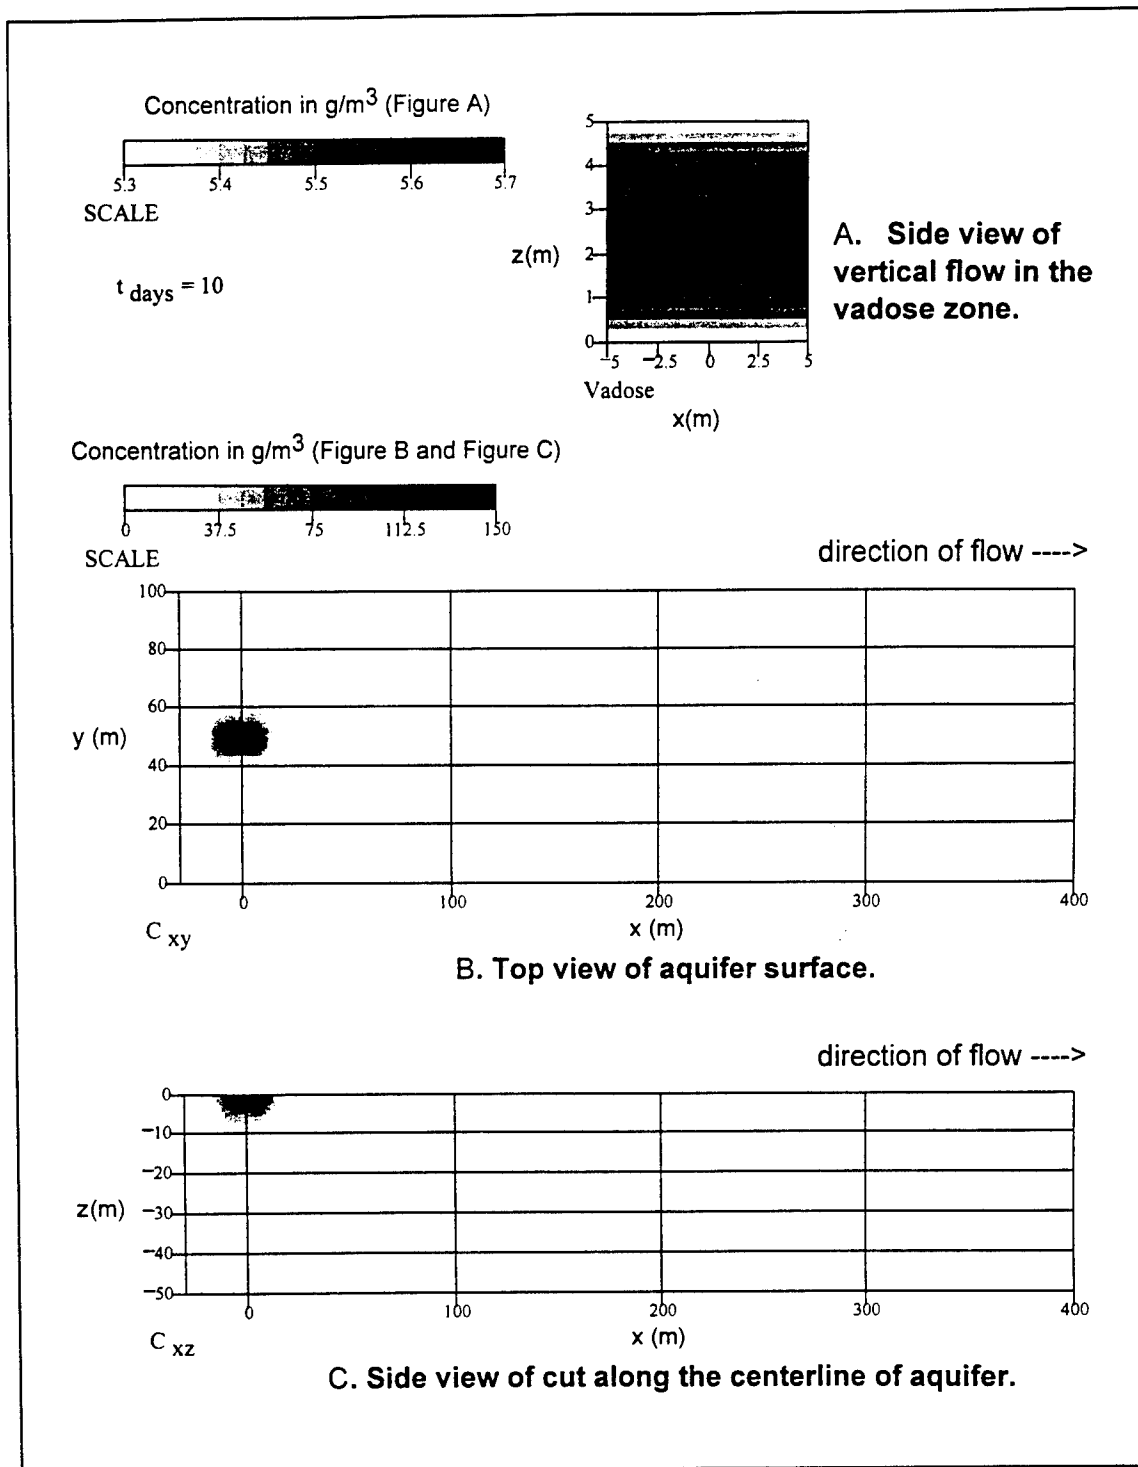 Concentration in g/m3 (Figure A)
5.3 5.4 5.5 5.6 5.7
SCALE
t days = 10
5
4
3
z(m) 2
1
0
−5 −2.5 0 2.5 5
Vadose
x(m)
A. Side view of
vertical flow in the
vadose zone.
Concentration in g/m3 (Figure B and Figure C)
0 37.5 75 112.5 150
SCALE
direction of flow ---->
100
80
60
y (m)
40
20
0
0 100 200 300 400
C xy x (m)
B. Top view of aquifer surface.
direction of flow ---->
0
−10
−20
z(m) −30
−40
−50
0 100 200 300 400
C xz x (m)
C. Side view of cut along the centerline of aquifer.